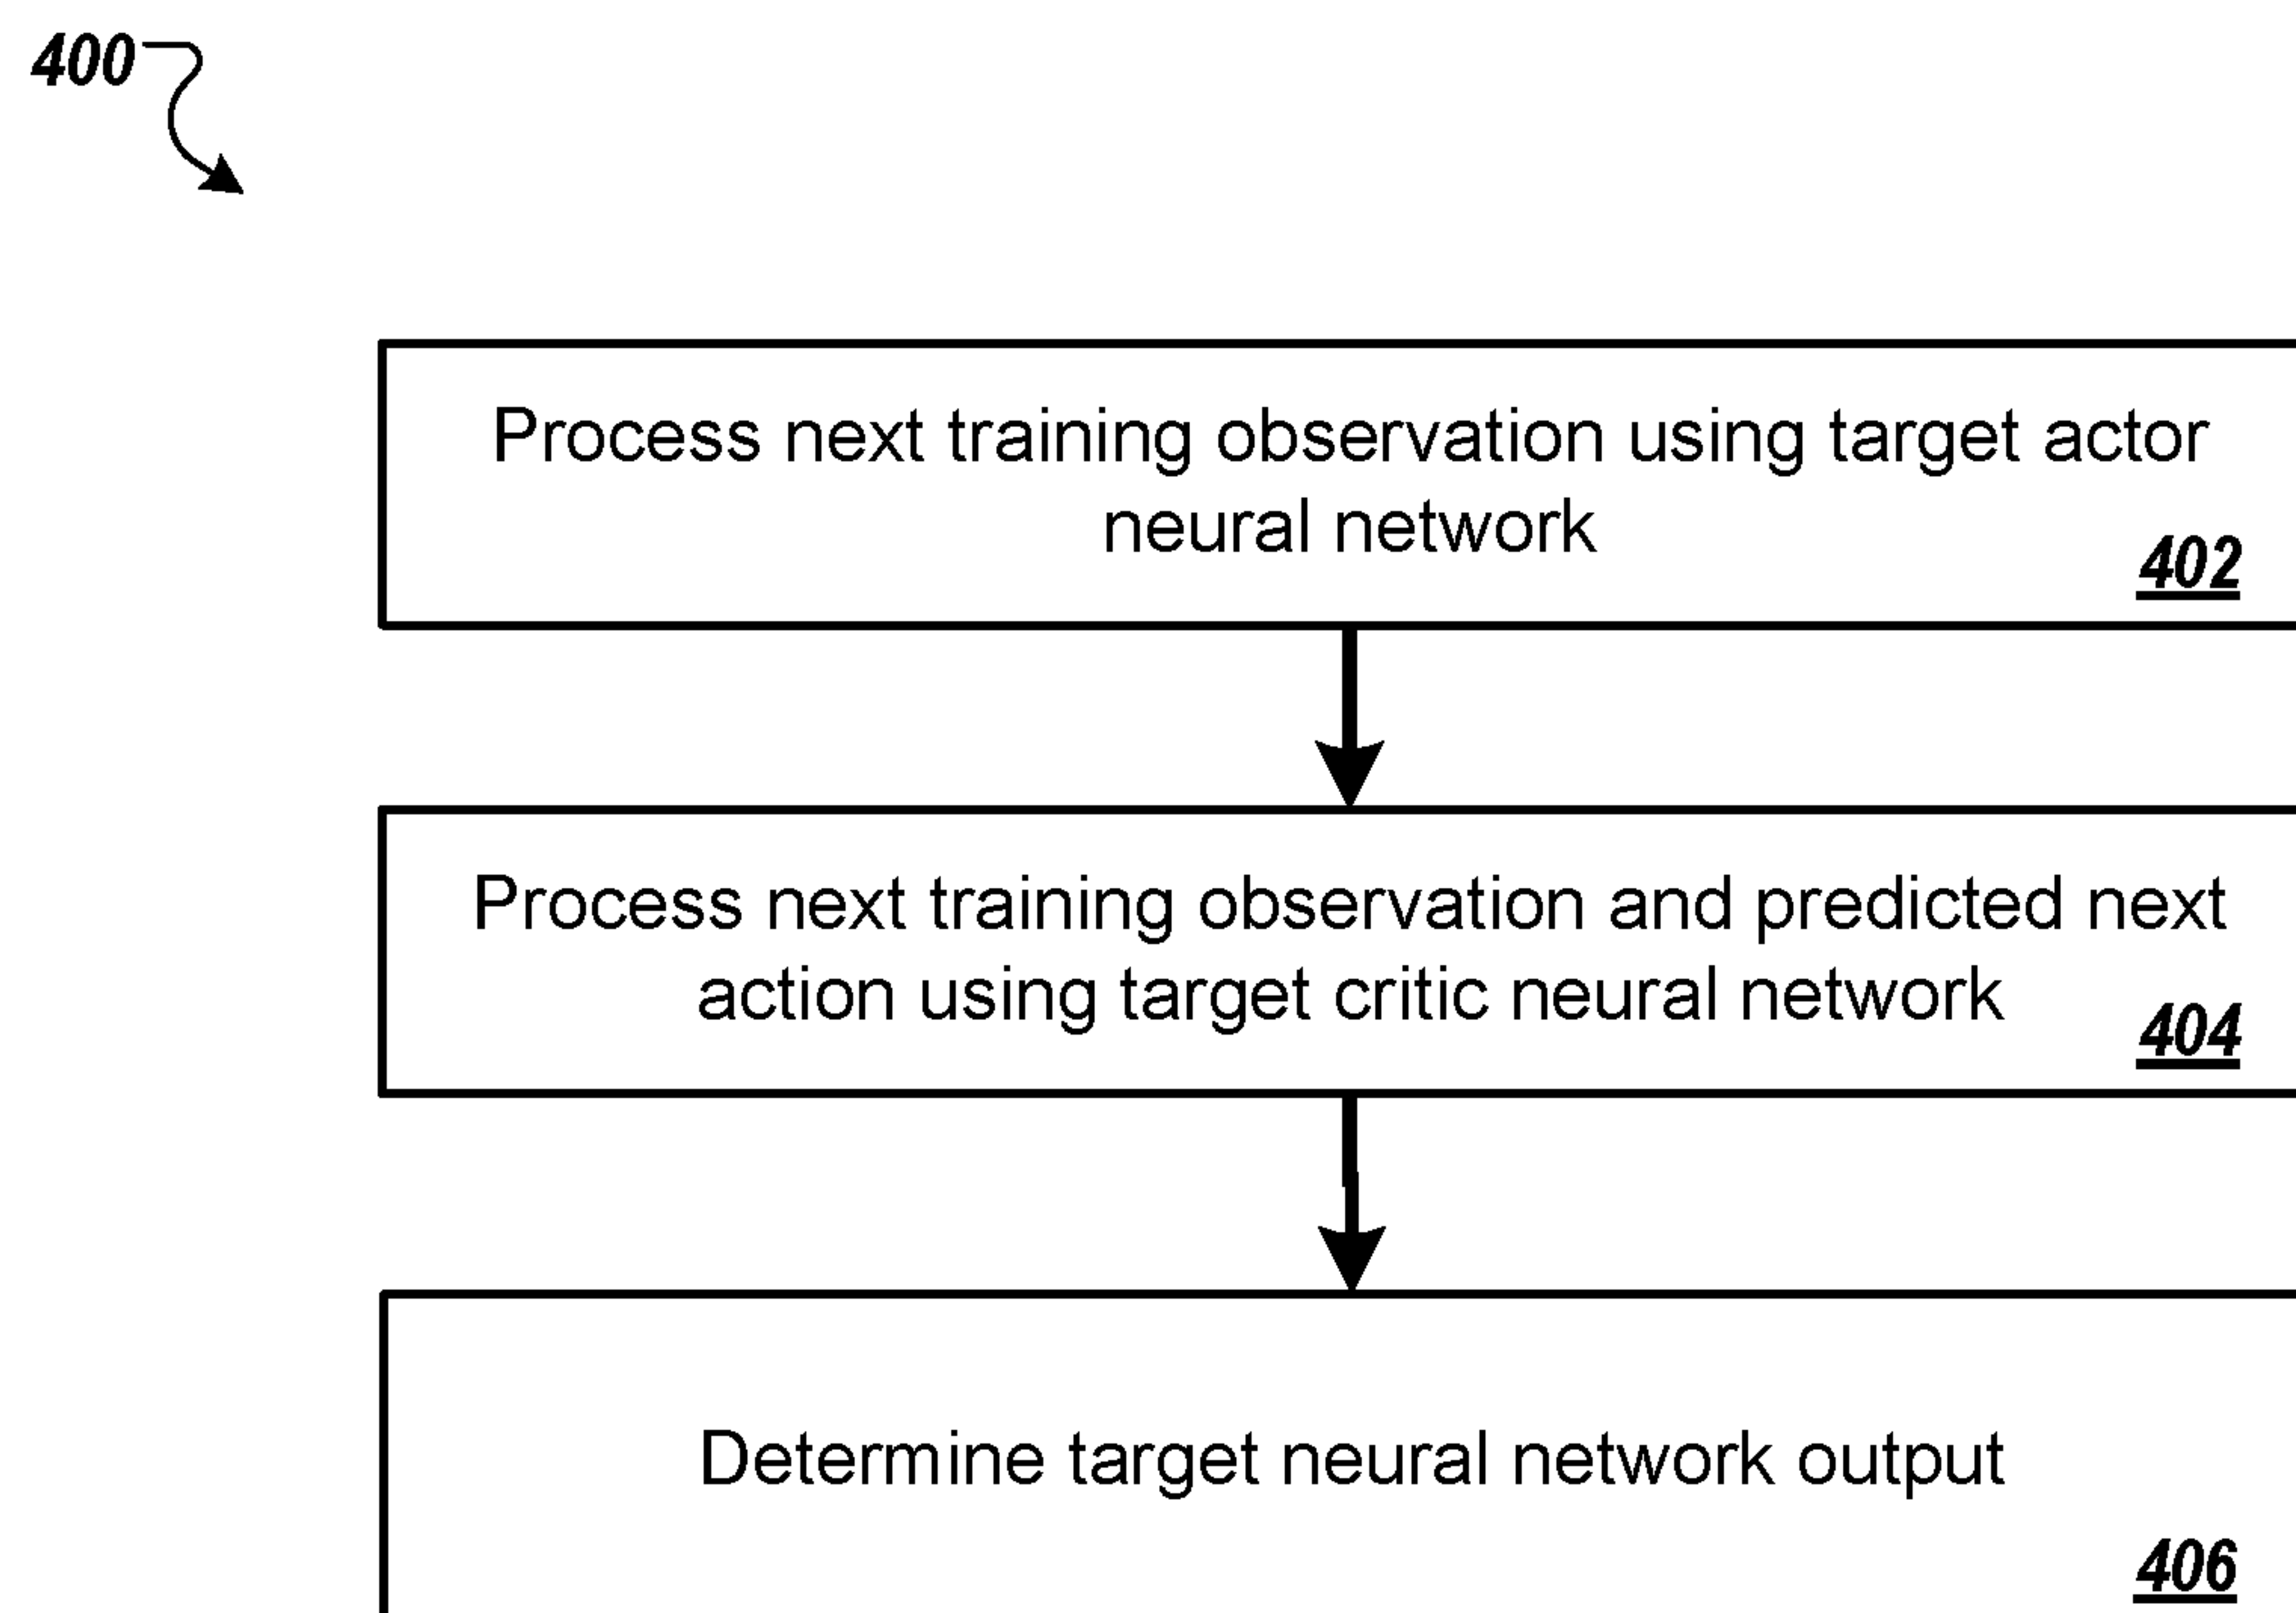 400
Process next training observation using target actor
neural network
402
Process next training observation and predicted next
action using target critic neural network
404
Determine target neural network output
406